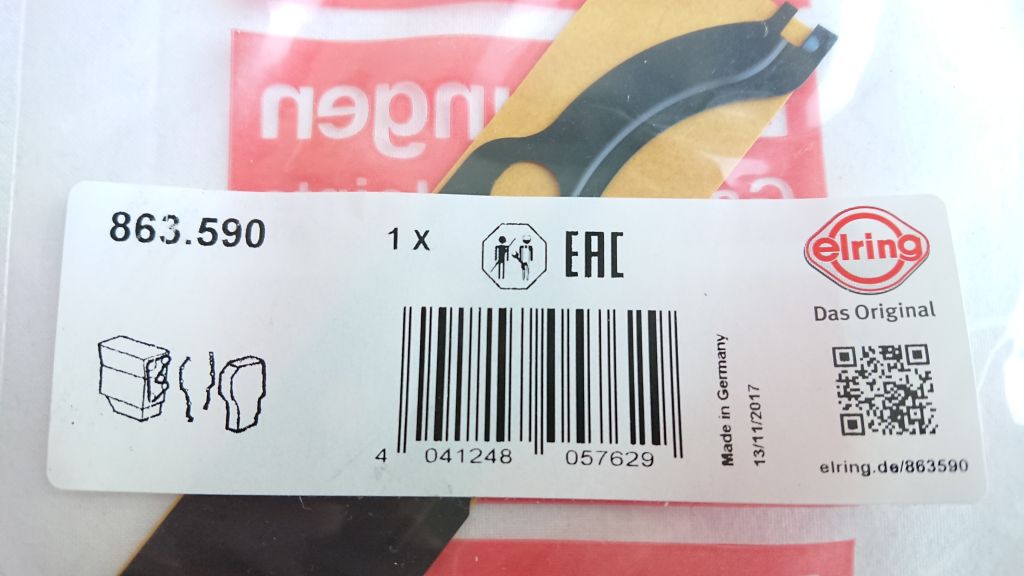 ungen
863.590
1 X
EAC
elring
Das Original
4 041248 057629
Made in Germany
13/11/2017
elring.de/863590